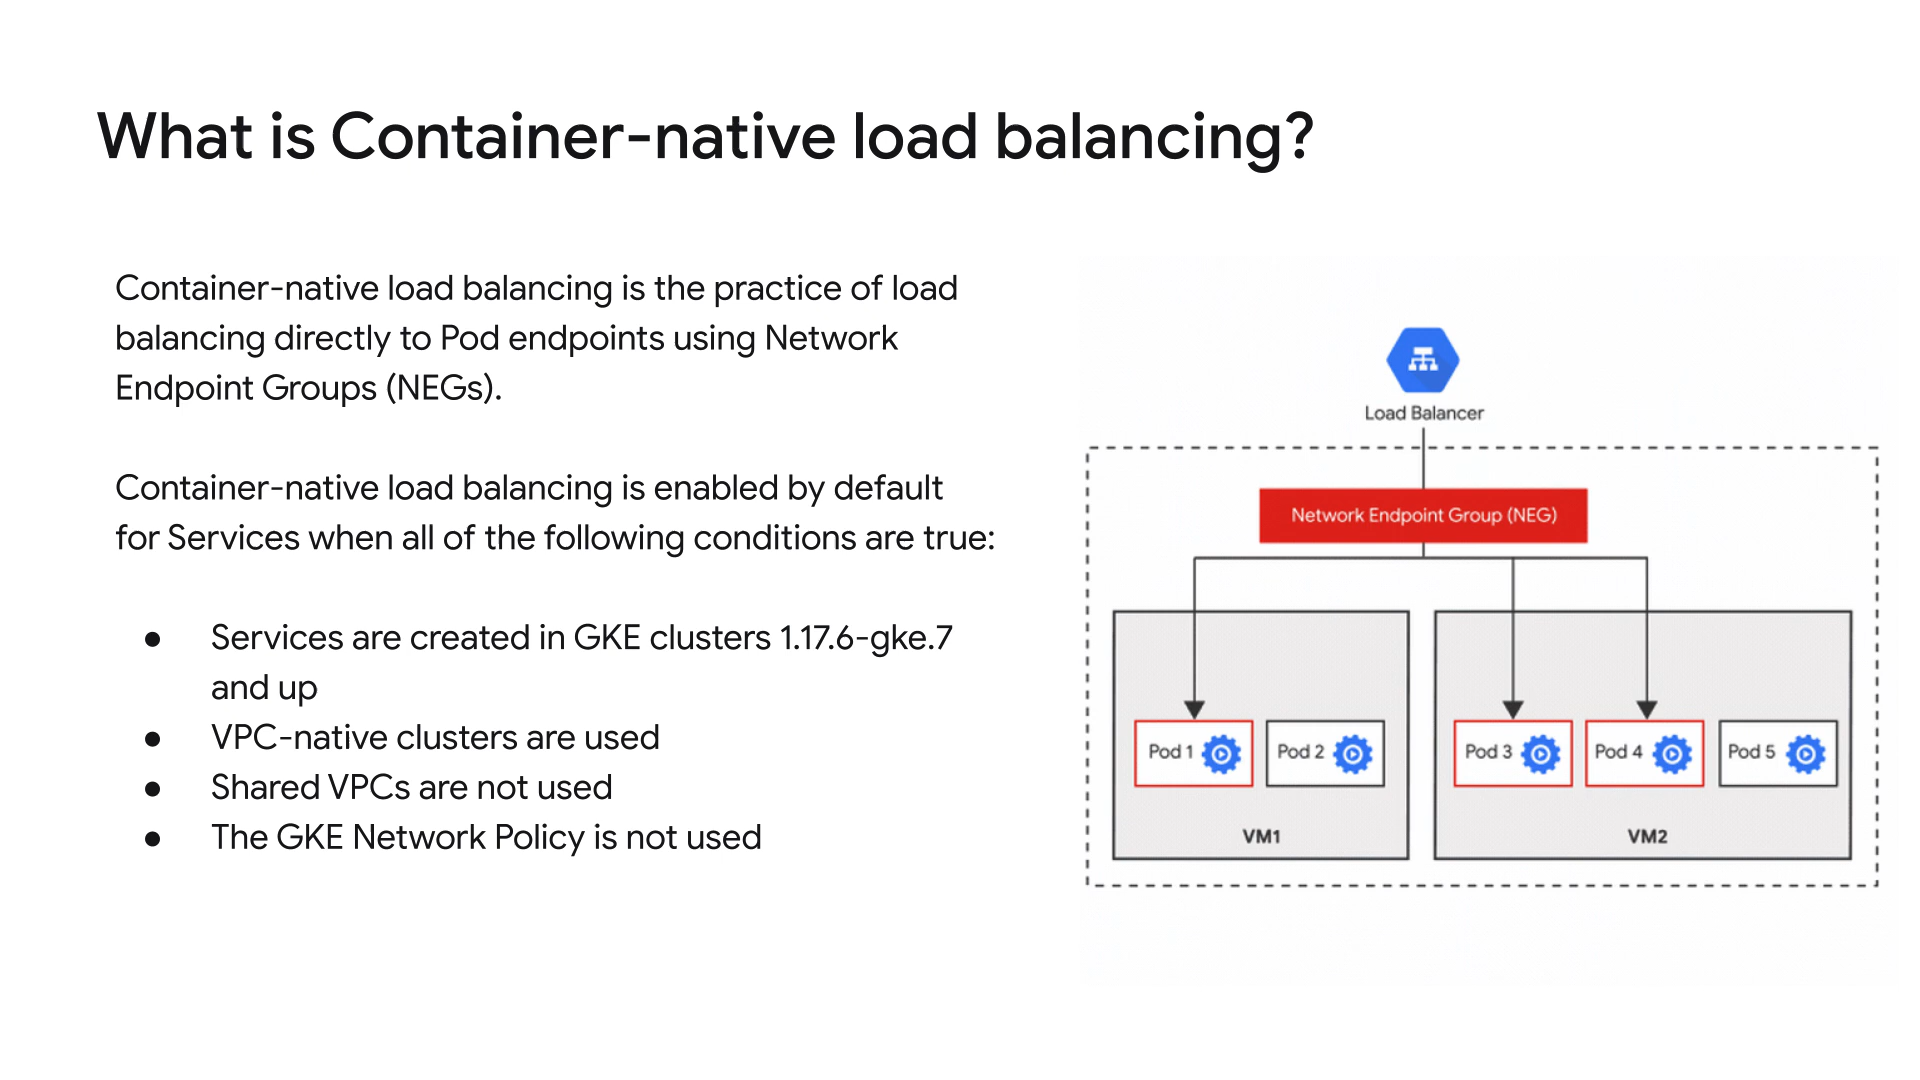 What is Container-native load balancing?
Container-native load balancing is the practice of load
balancing directly to Pod endpoints using Network
Endpoint Groups (NEGs).
Container-native load balancing is enabled by default
for Services when all of the following conditions are true:
● Services are created in GKE clusters 1.17.6-gke.7
and up
● VPC-native clusters are used
● Shared VPCs are not used
● The GKE Network Policy is not used
Load Balancer
Network Endpoint Group (NEG)
Pod 1
Pod 2
Pod 3
Pod 4
Pod 5
VM1
VM2